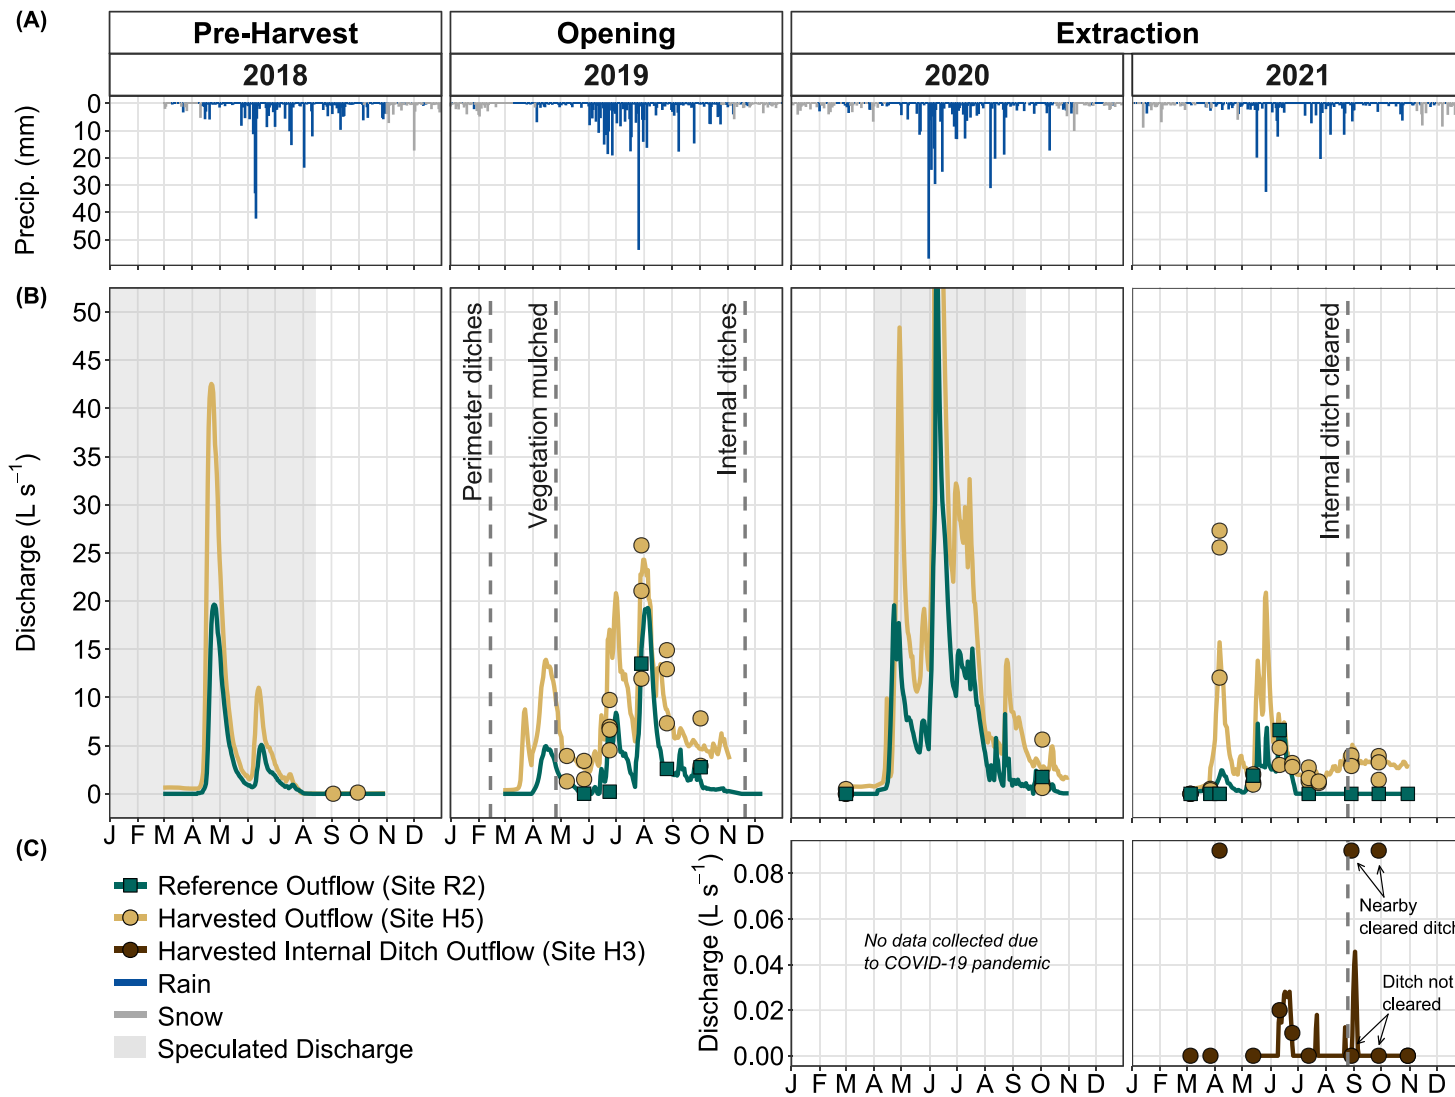 (A)
Pre-Harvest
Opening
Extraction
2018
2019
2020
2021
Precip. (mm)
0
10
20
30
40
50
(B)
Discharge (L s⁻¹)
50
45
40
35
30
25
20
15
10
5
0
Perimeter ditches
Vegetation mulched
Internal ditches
Internal ditch cleared
J F M A M J J A S O N D
J F M A M J J A S O N D
J F M A M J J A S O N D
J F M A M J J A S O N D
(C)
Reference Outflow (Site R2)
Harvested Outflow (Site H5)
Harvested Internal Ditch Outflow (Site H3)
Rain
Snow
Speculated Discharge
Discharge (L s⁻¹)
0.08
0.06
0.04
0.02
0.00
No data collected due
to COVID-19 pandemic
Nearby
cleared ditch
Ditch not
cleared
J F M A M J J A S O N D
J F M A M J J A S O N D